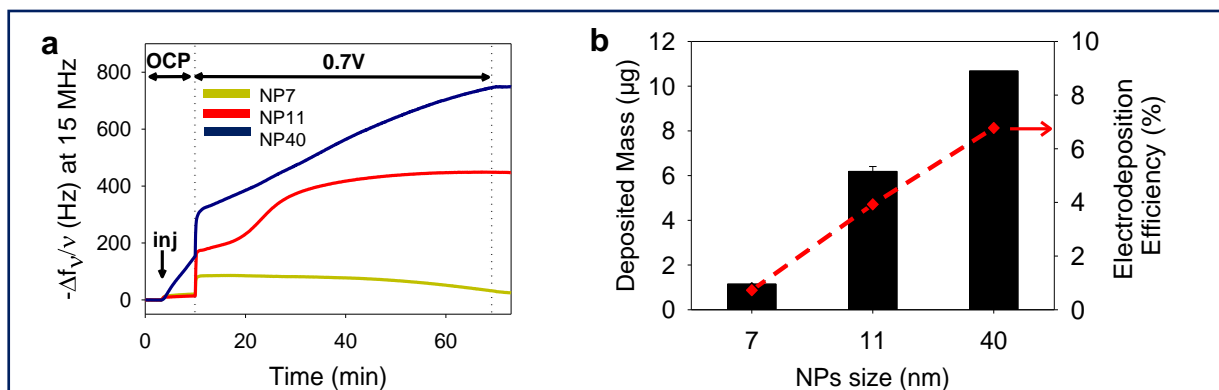 a
OCP
0.7V
NP7
NP11
NP40
inj
-Δfν/ν (Hz) at 15 MHz
800
600
400
200
0
0
20
40
60
Time (min)
b
Deposited Mass (µg)
12
10
8
6
4
2
0
10
8
6
4
2
0
Electrodeposition
Efficiency (%)
7
11
40
NPs size (nm)